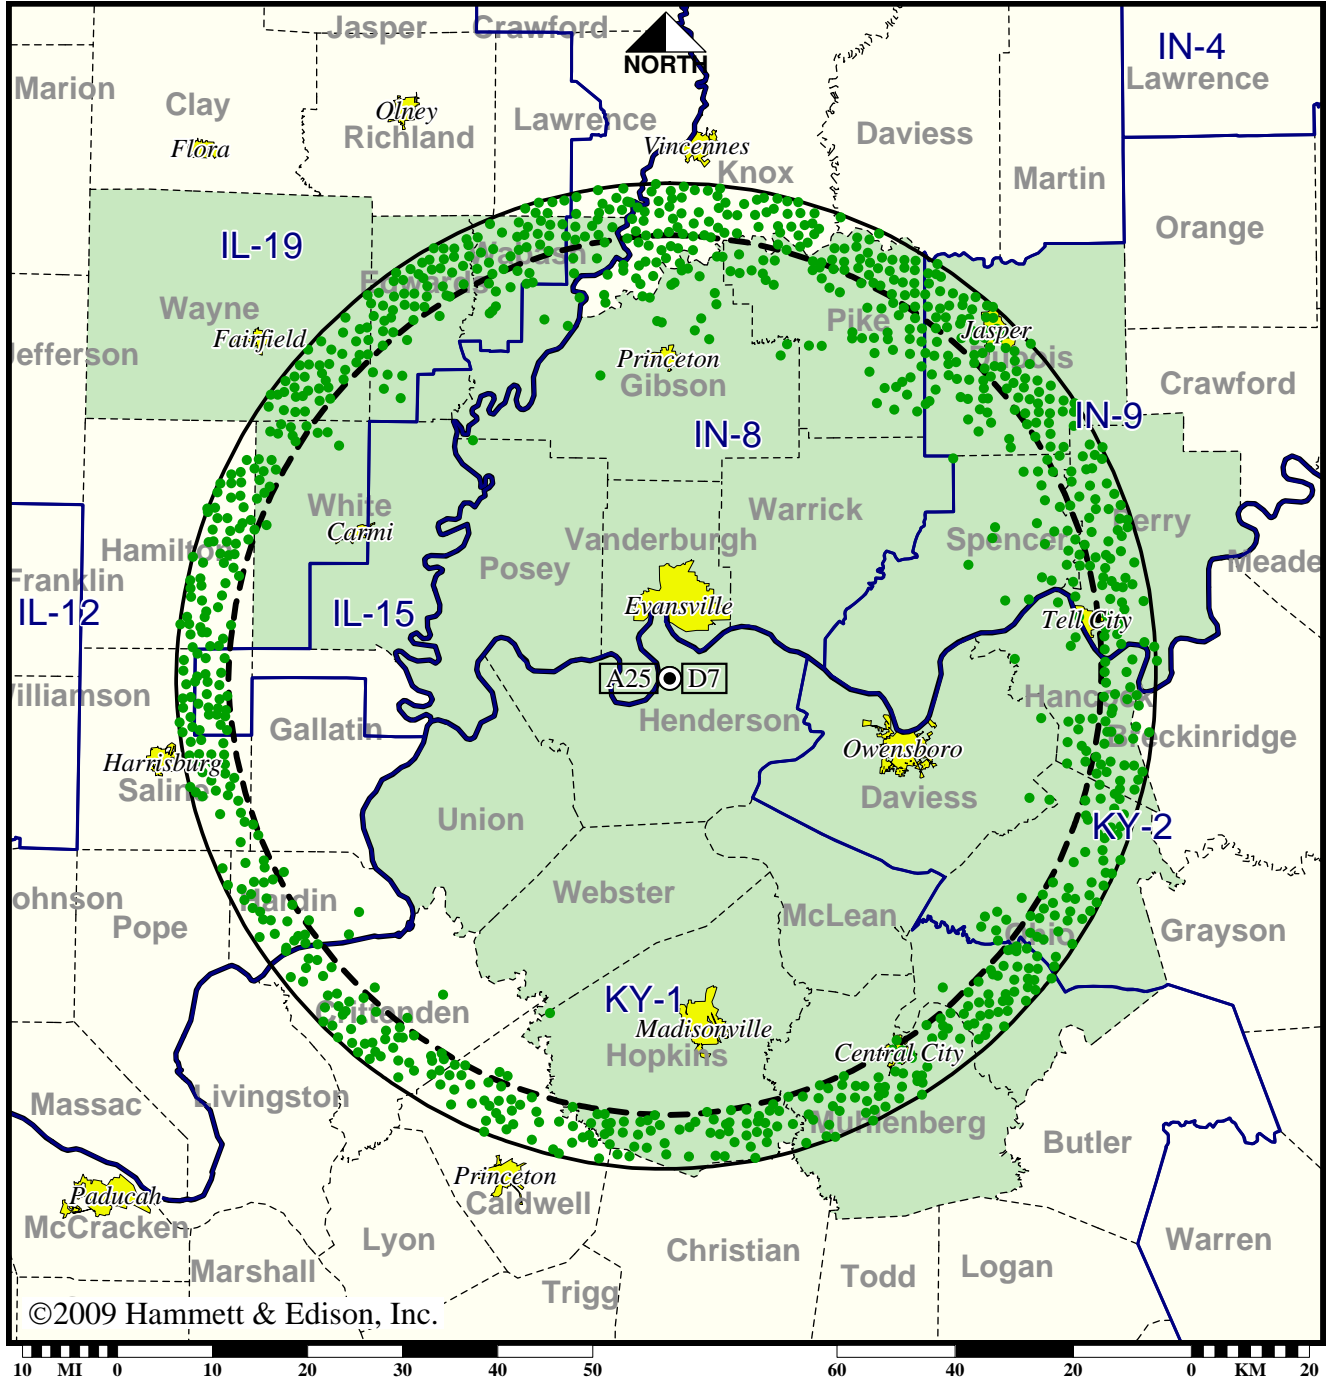 Jasper
Crawford
NORTH
IN-4
Lawrence
Marion
Clay
Olney
Richland
Lawrence
Daviess
Flora
Vincennes
Knox
Martin
Orange
IL-19
Wabash
Edwards
Wayne
Fairfield
Pike
Jasper
Dubois
Jefferson
Princeton
Gibson
Crawford
IN-9
IN-8
White
Carmi
Warrick
Perry
Hamilton
Vanderburgh
Spencer
Posey
Meade
Franklin
IL-12
IL-15
Evansville
Tell City
A25
D7
Williamson
Hancock
Gallatin
Henderson
Breckinridge
Harrisburg
Saline
Owensboro
Daviess
Union
KY-2
Webster
Johnson
Hardin
McLean
Pope
Ohio
Grayson
KY-1
Crittenden
Madisonville
Hopkins
Central City
Massac
Livingston
Muhlenberg
Butler
Princeton
Caldwell
Paducah
McCracken
Lyon
Christian
Warren
Marshall
Todd
Logan
Trigg
©2009 Hammett & Edison, Inc.
10 MI 0 10 20 30 40 50 60 40 20 0 KM 20